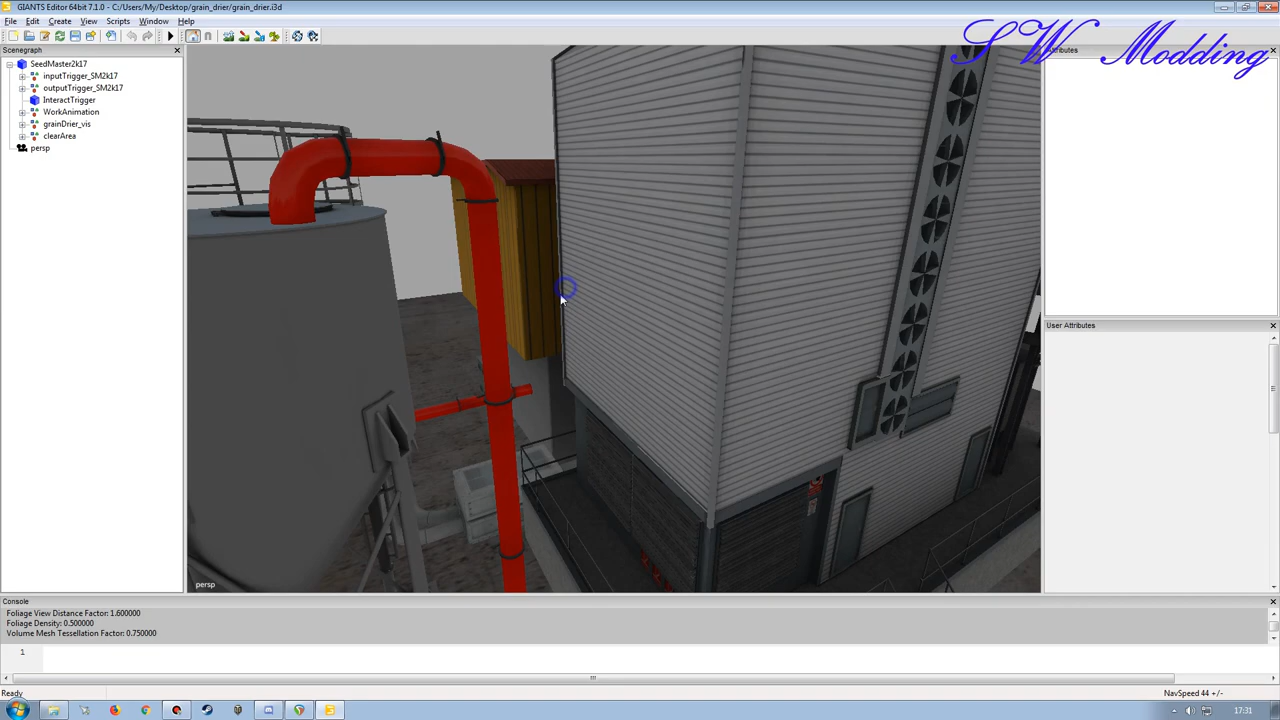 GIANTS Editor 64bit 7.1.0 - C:/Users/My/Desktop/grain_drier/grain_drier.i3d
File Edit View Create Scripts Window Help
SW Modding
Scenegraph
Attributes
SeedMaster2k17
inputTrigger_SM2k17
outputTrigger_SM2k17
InteractTrigger
WorkAnimation
grainDrier_vis
clearArea
persp
User Attributes
persp
Console
Foliage View Distance Factor: 1.600000
Foliage Density: 0.500000
Volume Mesh Tessellation Factor: 0.750000
1
Ready
NavSpeed 44 +/-
17:31